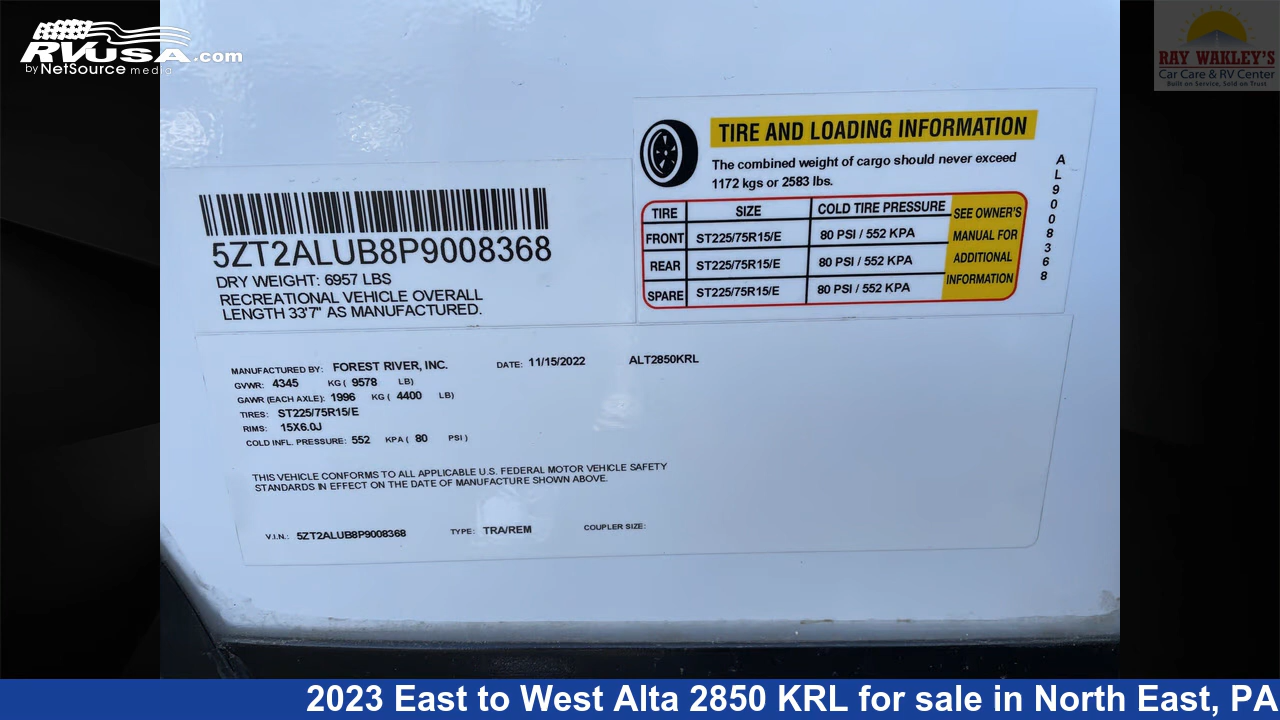 RVUSA.com
by NetSource media
RAY WAKLEY'S
Car Care & RV Center
Built on Service, Sold on Trust
TIRE AND LOADING INFORMATION
The combined weight of cargo should never exceed
1172 kgs or 2583 lbs.
TIRE SIZE COLD TIRE PRESSURE
FRONT ST225/75R15/E 80 PSI / 552 KPA
REAR ST225/75R15/E 80 PSI / 552 KPA
SPARE ST225/75R15/E 80 PSI / 552 KPA
SEE OWNER'S
MANUAL FOR
ADDITIONAL
INFORMATION
AL9008368
5ZT2ALUB8P9008368
DRY WEIGHT: 6957 LBS
RECREATIONAL VEHICLE OVERALL
LENGTH 33'7" AS MANUFACTURED.
MANUFACTURED BY: FOREST RIVER, INC. DATE: 11/15/2022 ALT2850KRL
GVWR: 4345 KG ( 9578 LB)
GAWR (EACH AXLE): 1996 KG ( 4400 LB)
TIRES: ST225/75R15/E
RIMS: 15X6.0J
COLD INFL. PRESSURE: 552 KPA ( 80 PSI )
THIS VEHICLE CONFORMS TO ALL APPLICABLE U.S. FEDERAL MOTOR VEHICLE SAFETY
STANDARDS IN EFFECT ON THE DATE OF MANUFACTURE SHOWN ABOVE.
V.I.N.: 5ZT2ALUB8P9008368 TYPE: TRA/REM COUPLER SIZE:
2023 East to West Alta 2850 KRL for sale in North East, PA